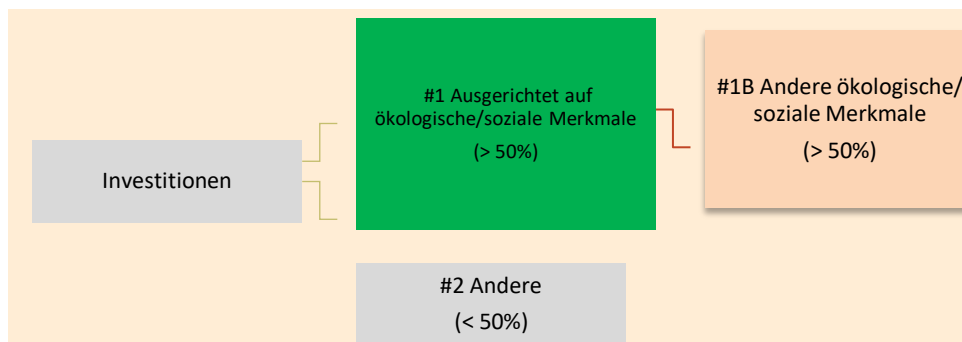 Investitionen
#1 Ausgerichtet auf
ökologische/soziale Merkmale
(> 50%)
#1B Andere ökologische/
soziale Merkmale
(> 50%)
#2 Andere
(< 50%)